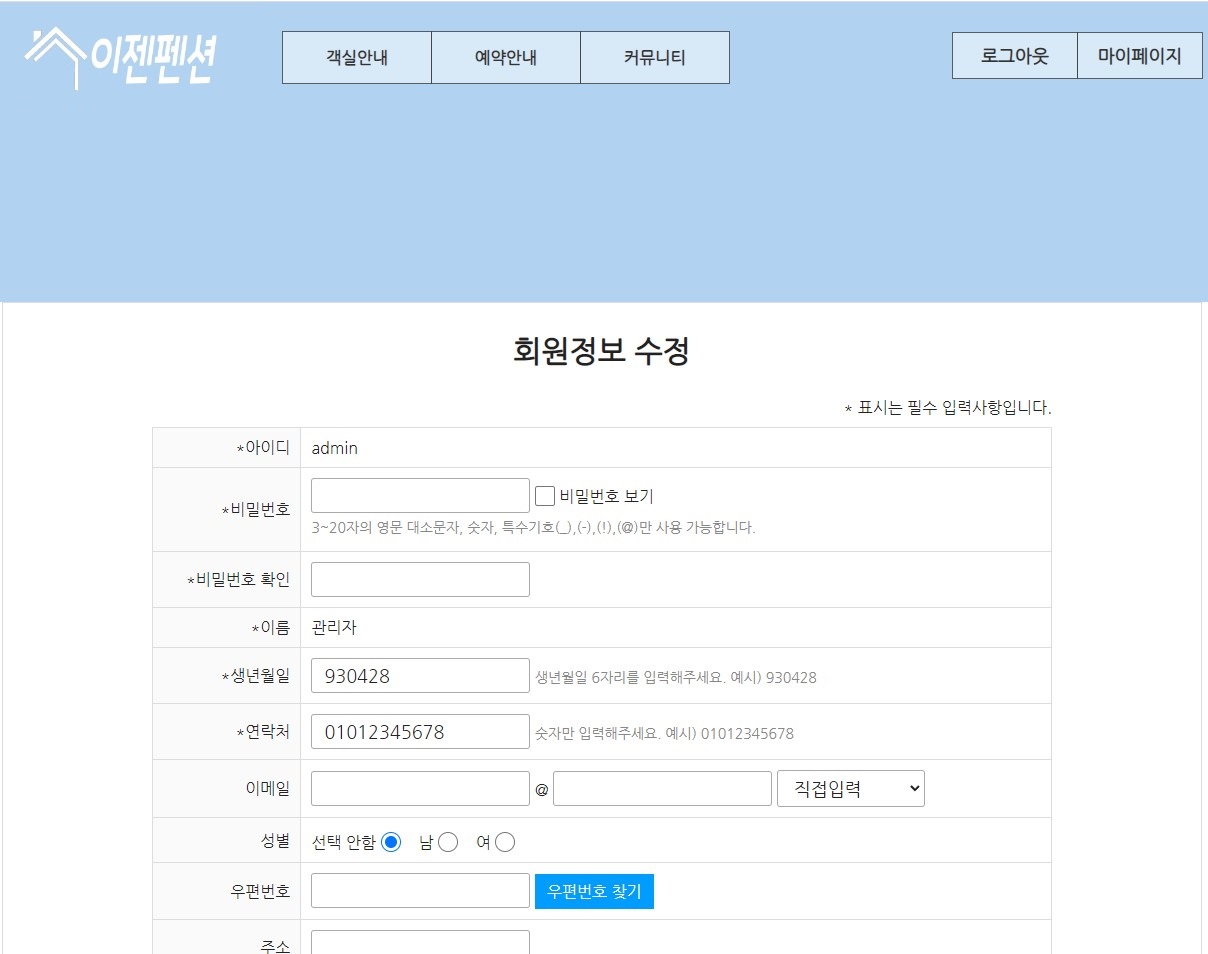 이젠펜션
객실안내 예약안내 커뮤니티
로그아웃 마이페이지
회원정보 수정
* 표시는 필수 입력사항입니다.
*아이디 admin
*비밀번호 비밀번호 보기
3~20자의 영문 대소문자, 숫자, 특수기호(_),(-),(!),(@)만 사용 가능합니다.
*비밀번호 확인
*이름 관리자
*생년월일 930428 생년월일 6자리를 입력해주세요. 예시) 930428
*연락처 01012345678 숫자만 입력해주세요. 예시) 01012345678
이메일 @ 직접입력
성별 선택 안함 남 여
우편번호 우편번호 찾기
주소